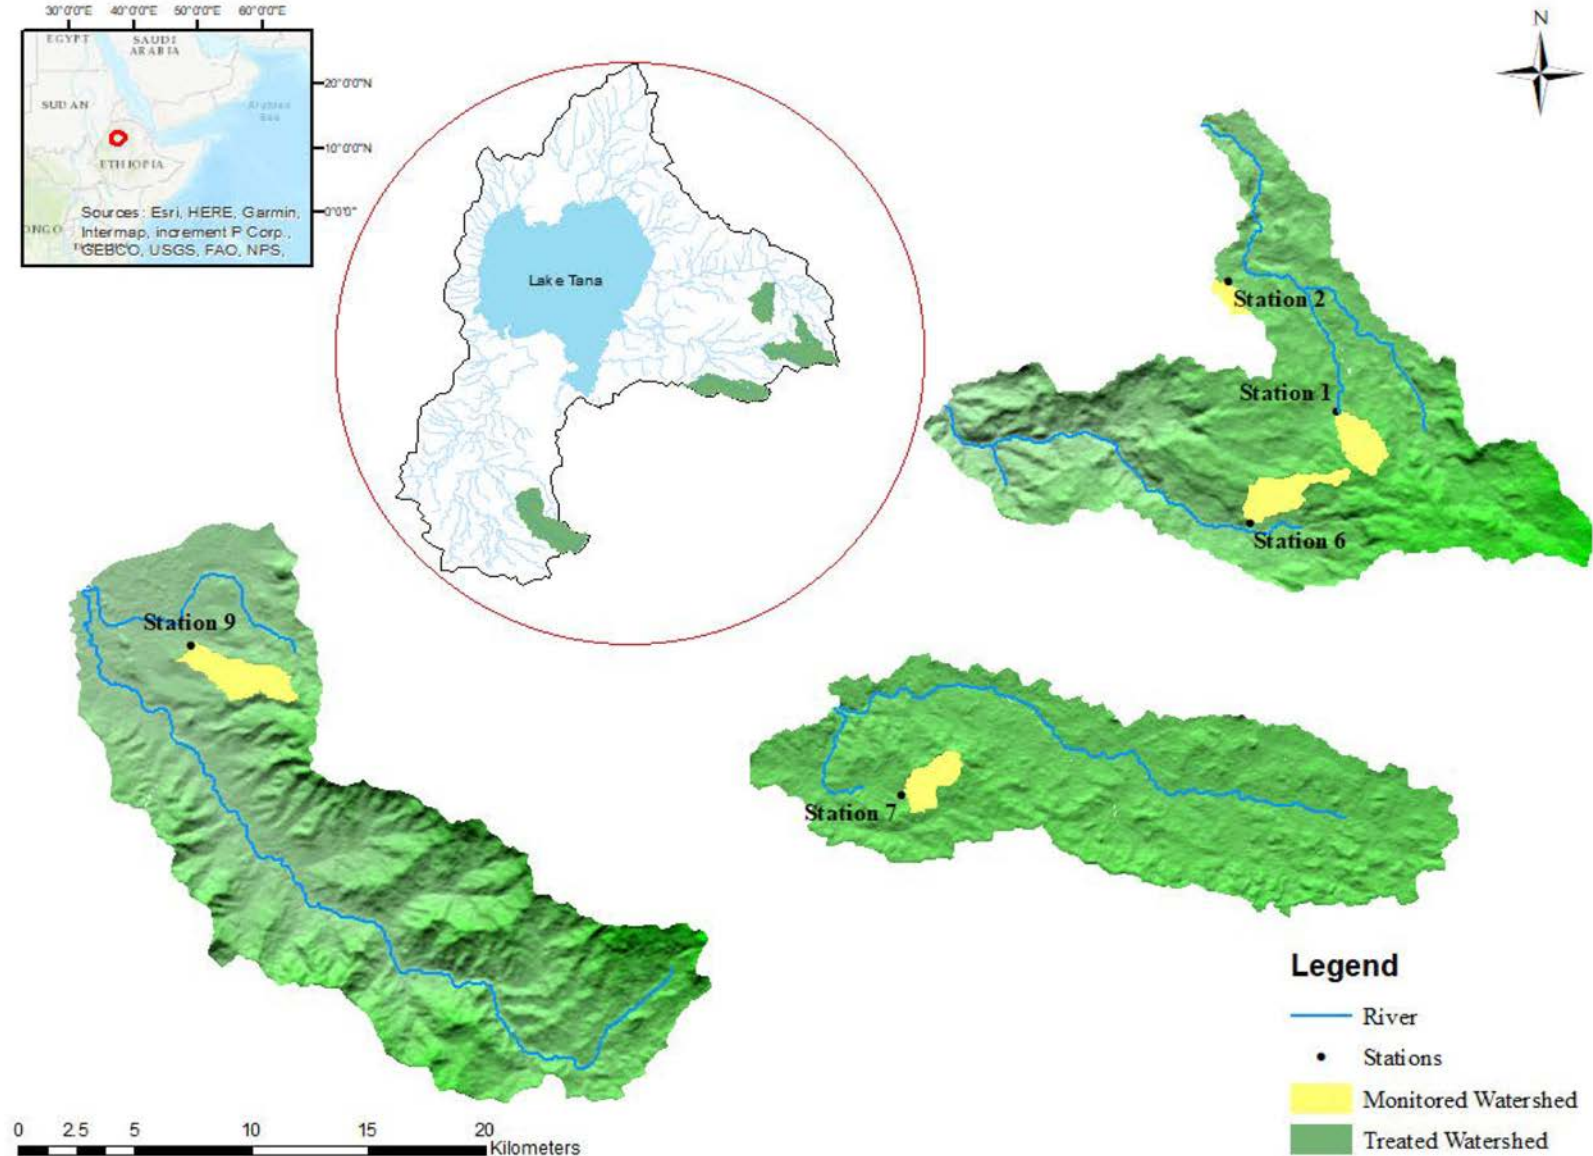 30°0'0"E 40°0'0"E 50°0'0"E 60°0'0"E
EGYPT
SAUDI
ARABIA
20°0'0"N
SUDAN
Arabian
Sea
10°0'0"N
ETHIOPIA
0°0'0"
Sources: Esri, HERE, Garmin,
Intermap, increment P Corp.,
GEBCO, USGS, FAO, NPS,
Lake Tana
N
Station 2
Station 1
Station 6
Station 9
Station 7
Legend
River
Stations
Monitored Watershed
Treated Watershed
0 2.5 5 10 15 20
Kilometers